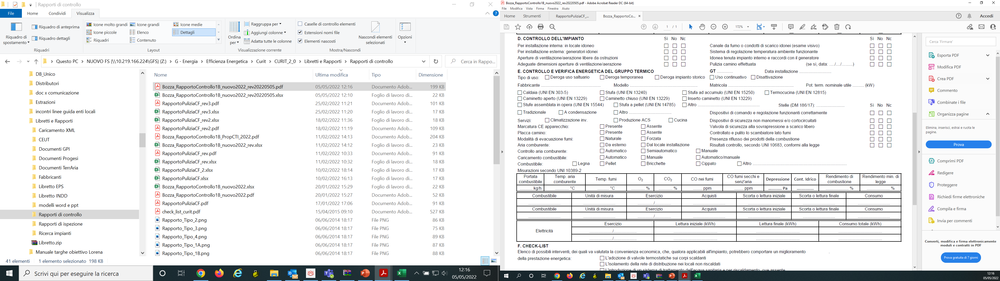 Rapporti di controllo
File Home Condividi Visualizza
Riquadro di spostamento
Riquadro di anteprima
Riquadro dettagli
Riquadri
Icone molto grandi Icone grandi Icone medie
Icone piccole Elenco Dettagli
Riquadri Contenuto
Layout
Ordina per
Raggruppa per
Aggiungi colonne
Adatta tutte le colonne
Visualizzazione corrente
Caselle di controllo elementi
Estensioni nomi file
Elementi nascosti
Nascondi elementi selezionati
Mostra/Nascondi
Opzioni
Questo PC > NUOVO FS (\\10.219.166.224\GFS) (Z:) > G - Energia > Efficienza Energetica > Curit > CURIT_2_0 > Libretti e Rapporti > Rapporti di controllo
Cerca in Rappo...
DB_Unico
Distributori
doc x comunicazione
Estrazioni
incontri linee guida enti locali
Libretti e Rapporti
Caricamento XML
CEUT
Documenti GPI
Documenti Progesi
Documenti TerrAria
Fabbricanti
Libretto EPS
Libretto INDD
modelli word e ppt
Rapporti di controllo
Rapporti di ispezione
Ricerca impianti
Libretto.zip
Manuale targhe obiettivo Lorena
Nome Ultima modifica Tipo Dimensione
Bozza_RapportoControllo1B_nuovo2022_rev20220505.pdf 05/05/2022 12:16 Documento Adob... 199 KB
Bozza_RapportoControllo1B_nuovo2022_rev20220505.xlsx 05/05/2022 12:10 Foglio di lavoro di... 22 KB
RapportoPuliziaCF_rev3.pdf 25/02/2022 11:21 Documento Adob... 101 KB
RapportoPuliziaCF_rev3.xlsx 25/02/2022 11:20 Foglio di lavoro di... 17 KB
RapportoPuliziaCF_rev2.xlsx 18/02/2022 11:36 Foglio di lavoro di... 18 KB
RapportoPuliziaCF_rev2.pdf 18/02/2022 11:19 Documento Adob... 109 KB
Bozza_RapportoControllo1B_PropCTI_2022.pdf 11/02/2022 14:13 Documento Adob... 204 KB
Bozza_RapportoControllo1B_nuovo2022_rev.xlsx 11/02/2022 14:12 Foglio di lavoro di... 23 KB
RapportoPuliziaCF_rev.pdf 11/02/2022 10:33 Documento Adob... 91 KB
RapportoPuliziaCF_rev.xlsx 11/02/2022 10:32 Foglio di lavoro di... 18 KB
RapportoPuliziaCF_2.xlsx 10/02/2022 18:14 Foglio di lavoro di... 17 KB
RapportoPuliziaCF.xlsx 10/02/2022 16:13 Foglio di lavoro di... 17 KB
Bozza_RapportoControllo1B_nuovo2022.xlsx 20/01/2022 15:29 Foglio di lavoro di... 22 KB
Bozza_RapportoControllo1B_nuovo2022.pdf 20/01/2022 15:27 Documento Adob... 52 KB
RapportoPuliziaCF.pdf 17/01/2022 17:06 Documento Adob... 91 KB
check_list_curit.pdf 15/04/2015 09:10 Documento Adob... 527 KB
Rapporto_Tipo_2.png 06/06/2014 18:17 File PNG 86 KB
Rapporto_Tipo_3.png 06/06/2014 18:17 File PNG 75 KB
Rapporto_Tipo_4.png 06/06/2014 18:17 File PNG 89 KB
Rapporto_Tipo_1A.png 06/06/2014 18:17 File PNG 87 KB
Rapporto_Tipo_1B.png 06/06/2014 18:17 File PNG 88 KB
41 elementi 1 elemento selezionato 198 KB
Scrivi qui per eseguire la ricerca
12:16
05/05/2022
Bozza_RapportoControllo1B_nuovo2022_rev20220505.pdf - Adobe Acrobat Reader DC (64-bit)
File Modifica Vista Firma Finestra Aiuto
Home Strumenti RapportoPuliziaCF_... Bozza_RapportoCo... × Accedi
1 / 1 172%
D. CONTROLLO DELL'IMPIANTO Sì No Nc Sì No Nc
Per installazione interna: in locale idoneo Canale da fumo o condotti di scarico idonei (esame visivo)
Per installazione esterna: generatori idonei Sistema di regolazione temperatura ambiente funzionante
Aperture di ventilazione/aerazione libere da ostruzioni Idonea tenuta impianto interno e raccordi con il generatore
Adeguate dimensioni aperture di ventilazione/aerazione Pulizia camino effettuata (se sì, data: ..../..../.........)
E. CONTROLLO E VERIFICA ENERGETICA DEL GRUPPO TERMICO GT .............. Data installazione ............................
Tipo di uso: Deroga uso saltuario Deroga temporanea Deroga impianto storico Uso continuativo Disattivazione
Fabbricante .................... Modello .................... Matricola .................... Pot. term. nominale utile .......... (kW)
Caldaia (UNI EN 303-5) Stufa (UNI EN 13240) Stufa ad accumulo (UNI EN 15250) Termocucina (UNI EN 12815)
Caminetto aperto (UNI EN 13229) Caminetto chiuso (UNI EN 13229) Inserto caminetto (UNI EN 13229)
Stufe assemblata in opera (UNI EN 15544) Stufa a pellet (UNI EN 14785) Altro .................... Stelle (DM 186/17): .................... Sì No Nc
Tradizionale A condensazione Altro .................... Dispositivi di comando e regolazione funzionanti correttamente
Servizi: Climatizzazione inv. Produzione ACS Cucina Dispositivi di sicurezza non manomessi e/o cortocircuitati
Marcatura CE apparecchio: Presente Assente Valvola di sicurezza alla sovrapressione a scarico libero
Placca camino: Presente Assente Controllato e pulito lo scambiatore lato fumi
Modalità di evacuazione fumi: Naturale Forzata Presenza riflusso dei prodotti della combustione
Aria comburente: Da esterno Dal locale installazione Risultati controllo, secondo UNI 10683, conformi alla legge
Controllo aria comburente: Automatico Semiautomatico Manuale
Caricamento combustibile: Automatico Manuale Automatico/manuale
Combustibile: Legna Pellet Bricchette Cippato Altro ....................
Misurazioni secondo UNI 10389-2
Portata combustibile Temp. aria comburente Temp. fumi O2 CO2 CO nei fumi CO fumi secchi e senz'aria Depressione Cont. Idrico Rendimento di combustione Rendimento min. di legge
........... kg/h ............ °C .......... °C ............ % ............ % ........ ppm ........ ppm ............ Pa ............... .................... % .................... %
Combustibile Unità di misura Esercizio Acquisti Scorta o lettura iniziale Scorta o lettura finale Consumo
............................ ............................ .............../.............. ............................ ............................ ............................ .........................
Combustibile Unità di misura Esercizio Acquisti Scorta o lettura iniziale Scorta o lettura finale Consumo
............................ ............................ .............../.............. ............................ ............................ ............................ .........................
Elettricità Esercizio Lettura iniziale (kWh) Lettura finale (kWh) Consumo totale (kWh)
..................../.................... ...................................... ...................................... ......................................
..................../.................... ...................................... ...................................... ......................................
F. CHECK-LIST
Elenco di possibili interventi, dei quali va valutata la convenienza economica, che, qualora applicabili all'impianto, potrebbero comportare un miglioramento
della prestazione energetica: L'adozione di valvole termostatiche sui corpi scaldanti
L'isolamento della rete di distribuzione nei locali non riscaldati
L'introduzione di un sistema di trattamento dell'acqua sanitaria e per riscaldamento, ove assente
Cerca 'Firmare'
Esporta PDF
Modifica PDF
Crea PDF
Commento
Combinate i file
Organizza pagine
Elimina, inserisci, estrai e ruota le pagine.
Prova
Comprimi PDF
Redigere
Proteggere
Richiedi firme elettroniche
Compila e firma
Invia per commenti
Converti, modifica e firma elettronicamente moduli e contratti in PDF
Prova gratuita di 7 giorni
12:16
05/05/2022